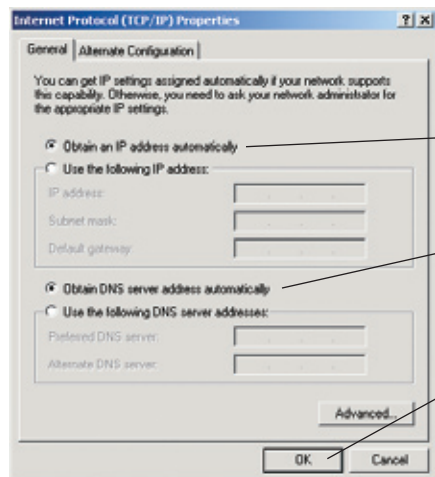 Internet Protocol (TCP/IP) Properties
General
Alternate Configuration
You can get IP settings assigned automatically if your network supports
this capability. Otherwise, you need to ask your network administrator for
the appropriate IP settings.
Obtain an IP address automatically
Use the following IP address:
IP address:
Subnet mask:
Default gateway:
Obtain DNS server address automatically
Use the following DNS server addresses:
Preferred DNS server:
Alternate DNS server:
Advanced...
OK
Cancel